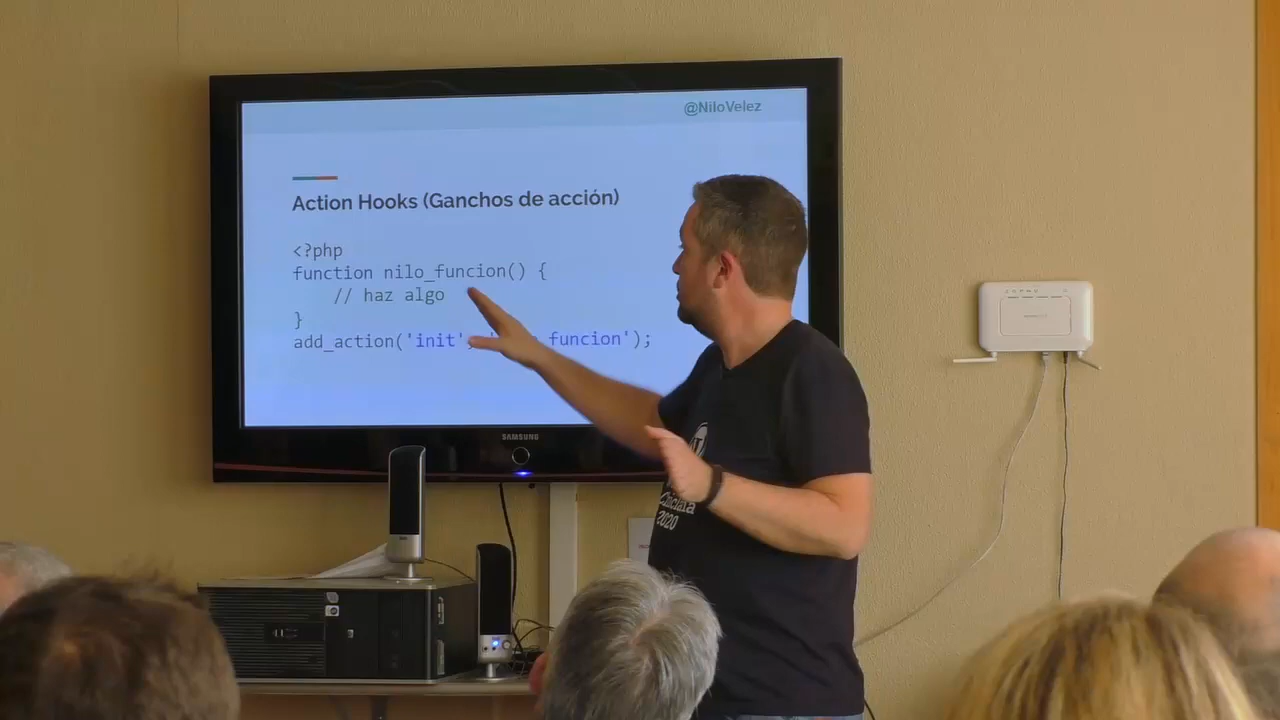 @NiloVelez
Action Hooks (Ganchos de acción)
<?php
function nilo_funcion() {
// haz algo
}
add_action('init', funcion');
SAMSUNG
2020